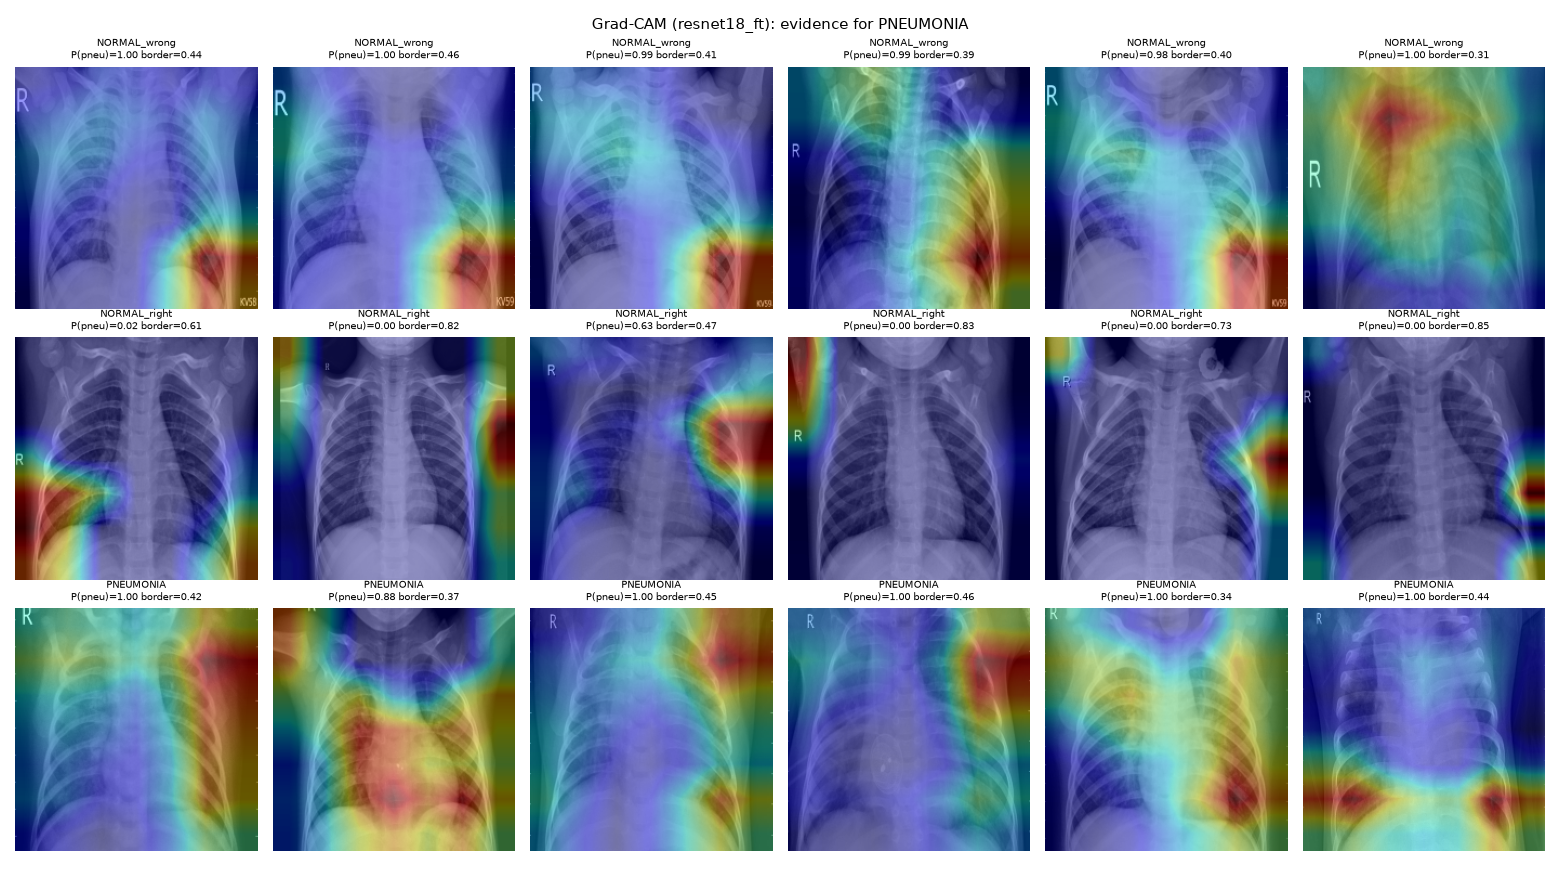 Grad-CAM (resnet18_ft): evidence for PNEUMONIA
NORMAL_wrong
P(pneu)=1.00 border=0.44
NORMAL_wrong
P(pneu)=1.00 border=0.46
NORMAL_wrong
P(pneu)=0.99 border=0.41
NORMAL_wrong
P(pneu)=0.99 border=0.39
NORMAL_wrong
P(pneu)=0.98 border=0.40
NORMAL_wrong
P(pneu)=1.00 border=0.31
R
KV58
R
KV59
R
KV59
R
R
KV59
R
NORMAL_right
P(pneu)=0.02 border=0.61
NORMAL_right
P(pneu)=0.00 border=0.82
NORMAL_right
P(pneu)=0.63 border=0.47
NORMAL_right
P(pneu)=0.00 border=0.83
NORMAL_right
P(pneu)=0.00 border=0.73
NORMAL_right
P(pneu)=0.00 border=0.85
R
R
R
R
R
R
PNEUMONIA
P(pneu)=1.00 border=0.42
PNEUMONIA
P(pneu)=0.88 border=0.37
PNEUMONIA
P(pneu)=1.00 border=0.45
PNEUMONIA
P(pneu)=1.00 border=0.46
PNEUMONIA
P(pneu)=1.00 border=0.34
PNEUMONIA
P(pneu)=1.00 border=0.44
R
R
R
R
R
R